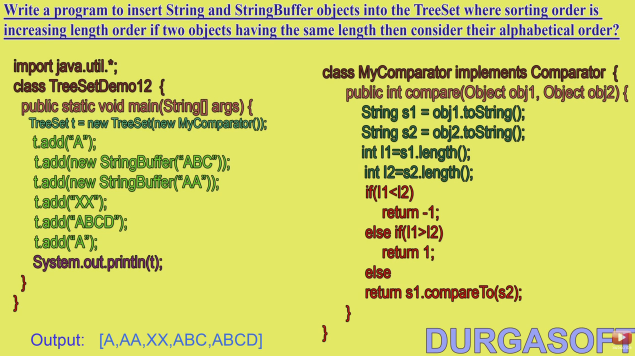 Write a program to insert String and StringBuffer objects into the TreeSet where sorting order is
increasing length order if two objects having the same length then consider their alphabetical order?
import java.util.*;
class TreeSetDemo12 {
public static void main(String[] args) {
TreeSet t = new TreeSet(new MyComparator());
t.add("A");
t.add(new StringBuffer("ABC"));
t.add(new StringBuffer("AA"));
t.add("XX");
t.add("ABCD");
t.add("A");
System.out.println(t);
}
}
Output: [A,AA,XX,ABC,ABCD]
class MyComparator implements Comparator {
public int compare(Object obj1, Object obj2) {
String s1 = obj1.toString();
String s2 = obj2.toString();
int l1=s1.length();
int l2=s2.length();
if(l1<l2)
return -1;
else if(l1>l2)
return 1;
else
return s1.compareTo(s2);
}
}
DURGASOFT